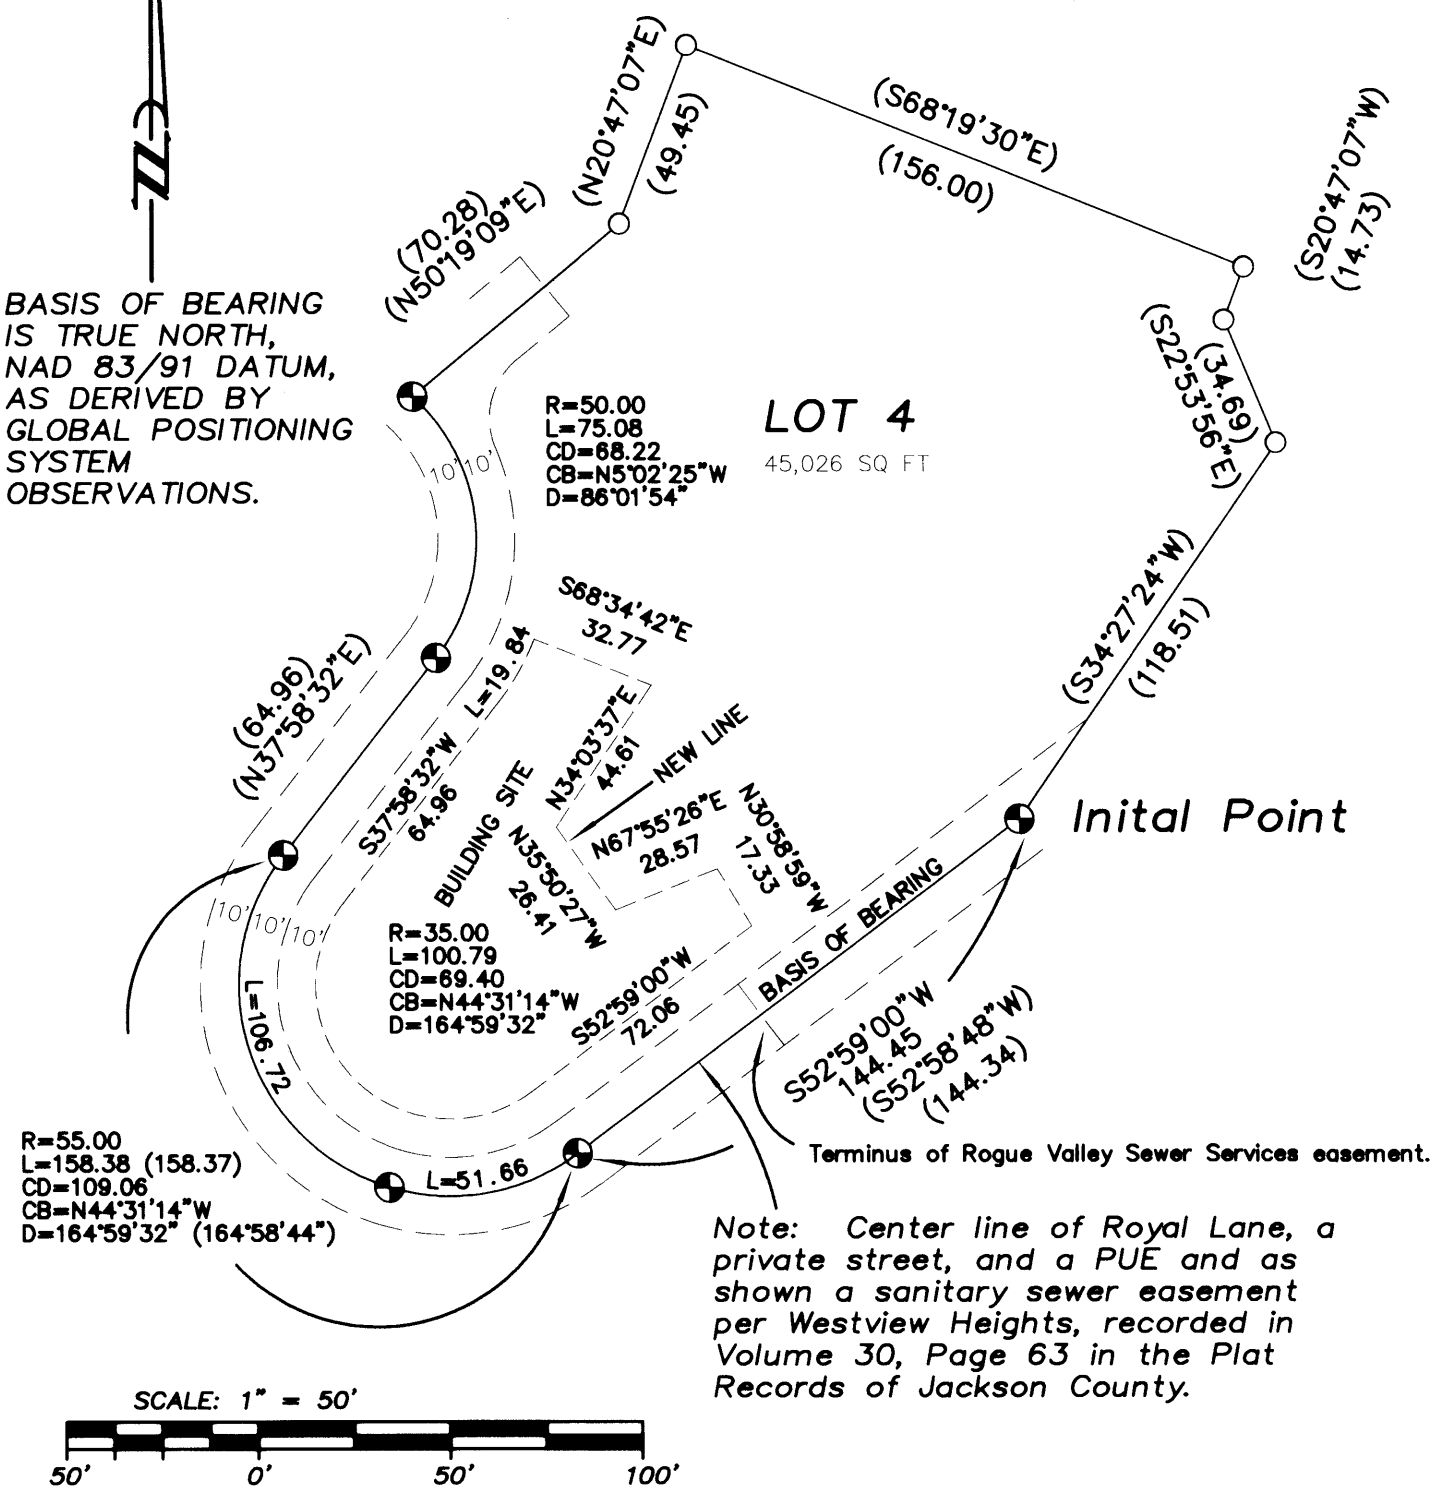 (N20°47'07"E)
(49.45)
(S68°19'30"E)
(156.00)
(S20°47'07"W)
(14.73)
(70.28)
(N50°19'09"E)
N
BASIS OF BEARING
IS TRUE NORTH,
NAD 83/91 DATUM,
AS DERIVED BY
GLOBAL POSITIONING
SYSTEM
OBSERVATIONS.
(34.69)
(S22°53'56"E)
R=50.00
L=75.08
CD=68.22
CB=N5°02'25"W
D=86°01'54"
LOT 4
45,026 SQ FT
10' 10'
(S34°27'24"W)
(118.51)
S68°34'42"E
32.77
L=19.84
(64.96)
(N37°58'32"E)
N34°03'37"E
44.61
NEW LINE
S37°58'32"W
64.96
BUILDING SITE
N35°50'27"W
26.41
N67°55'26"E
28.57
N30°58'59"W
17.33
Inital Point
BASIS OF BEARING
10' 10' 10'
R=35.00
L=100.79
CD=69.40
CB=N44°31'14"W
D=164°59'32"
S52°59'00"W
72.06
S52°59'00"W
144.45
(S52°58'48"W)
(144.34)
L=106.72
L=51.66
R=55.00
L=158.38 (158.37)
CD=109.06
CB=N44°31'14"W
D=164°59'32" (164°58'44")
Terminus of Rogue Valley Sewer Services easement.
Note: Center line of Royal Lane, a
private street, and a PUE and as
shown a sanitary sewer easement
per Westview Heights, recorded in
Volume 30, Page 63 in the Plat
Records of Jackson County.
SCALE: 1" = 50'
50' 0' 50' 100'